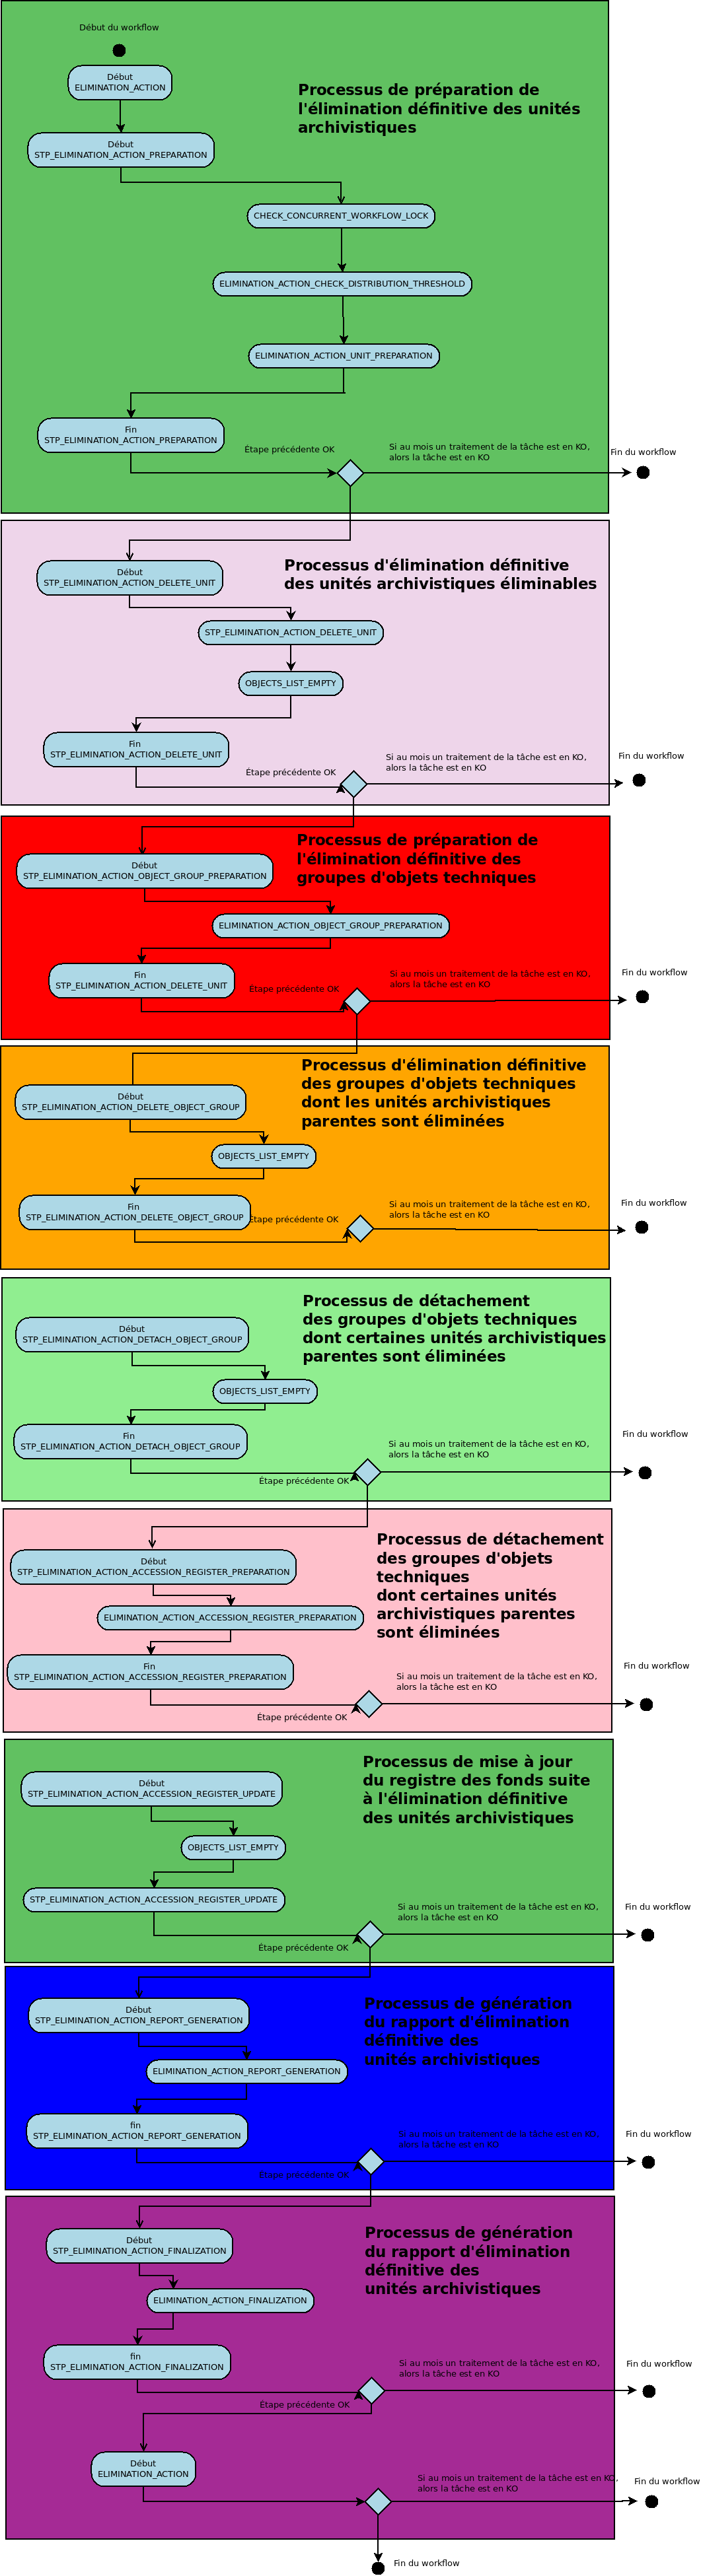 Début du workflow
Début
ELIMINATION_ACTION
Processus de préparation de
l'élimination définitive des unités
archivistiques
Début
STP_ELIMINATION_ACTION_PREPARATION
CHECK_CONCURRENT_WORKFLOW_LOCK
ELIMINATION_ACTION_CHECK_DISTRIBUTION_THRESHOLD
ELIMINATION_ACTION_UNIT_PREPARATION
Fin
STP_ELIMINATION_ACTION_PREPARATION
Étape précédente OK
Si au mois un traitement de la tâche est en KO,
alors la tâche est en KO
Fin du workflow
Processus d'élimination définitive
des unités archivistiques éliminables
Début
STP_ELIMINATION_ACTION_DELETE_UNIT
STP_ELIMINATION_ACTION_DELETE_UNIT
OBJECTS_LIST_EMPTY
Fin
STP_ELIMINATION_ACTION_DELETE_UNIT
Étape précédente OK
Si au mois un traitement de la tâche est en KO,
alors la tâche est en KO
Fin du workflow
Processus de préparation de
l'élimination définitive des
groupes d'objets techniques
Début
STP_ELIMINATION_ACTION_OBJECT_GROUP_PREPARATION
ELIMINATION_ACTION_OBJECT_GROUP_PREPARATION
Fin
STP_ELIMINATION_ACTION_DELETE_UNIT
Étape précédente OK
Si au mois un traitement de la tâche est en KO,
alors la tâche est en KO
Fin du workflow
Processus d'élimination définitive
des groupes d'objets techniques
dont les unités archivistiques
parentes sont éliminées
Début
STP_ELIMINATION_ACTION_DELETE_OBJECT_GROUP
OBJECTS_LIST_EMPTY
Fin
STP_ELIMINATION_ACTION_DELETE_OBJECT_GROUP
Étape précédente OK
Si au mois un traitement de la tâche est en KO,
alors la tâche est en KO
Fin du workflow
Processus de détachement
des groupes d'objets techniques
dont certaines unités archivistiques
parentes sont éliminées
Début
STP_ELIMINATION_ACTION_DETACH_OBJECT_GROUP
OBJECTS_LIST_EMPTY
Fin
STP_ELIMINATION_ACTION_DETACH_OBJECT_GROUP
Étape précédente OK
Si au mois un traitement de la tâche est en KO,
alors la tâche est en KO
Fin du workflow
Processus de détachement
des groupes d'objets
techniques
dont certaines unités
archivistiques parentes
sont éliminées
Début
STP_ELIMINATION_ACTION_ACCESSION_REGISTER_PREPARATION
ELIMINATION_ACTION_ACCESSION_REGISTER_PREPARATION
Fin
STP_ELIMINATION_ACTION_ACCESSION_REGISTER_PREPARATION
Étape précédente OK
Si au mois un traitement de la tâche est en KO,
alors la tâche est en KO
Fin du workflow
Processus de mise à jour
du registre des fonds suite
à l'élimination définitive
des unités archivistiques
Début
STP_ELIMINATION_ACTION_ACCESSION_REGISTER_UPDATE
OBJECTS_LIST_EMPTY
STP_ELIMINATION_ACTION_ACCESSION_REGISTER_UPDATE
Étape précédente OK
Si au mois un traitement de la tâche est en KO,
alors la tâche est en KO
Fin du workflow
Processus de génération
du rapport d'élimination
définitive des
unités archivistiques
Début
STP_ELIMINATION_ACTION_REPORT_GENERATION
ELIMINATION_ACTION_REPORT_GENERATION
fin
STP_ELIMINATION_ACTION_REPORT_GENERATION
Étape précédente OK
Si au mois un traitement de la tâche est en KO,
alors la tâche est en KO
Fin du workflow
Processus de génération
du rapport d'élimination
définitive des
unités archivistiques
Début
STP_ELIMINATION_ACTION_FINALIZATION
ELIMINATION_ACTION_FINALIZATION
fin
STP_ELIMINATION_ACTION_FINALIZATION
Étape précédente OK
Si au mois un traitement de la tâche est en KO,
alors la tâche est en KO
Fin du workflow
Début
ELIMINATION_ACTION
Si au mois un traitement de la tâche est en KO,
alors la tâche est en KO
Fin du workflow
Fin du workflow